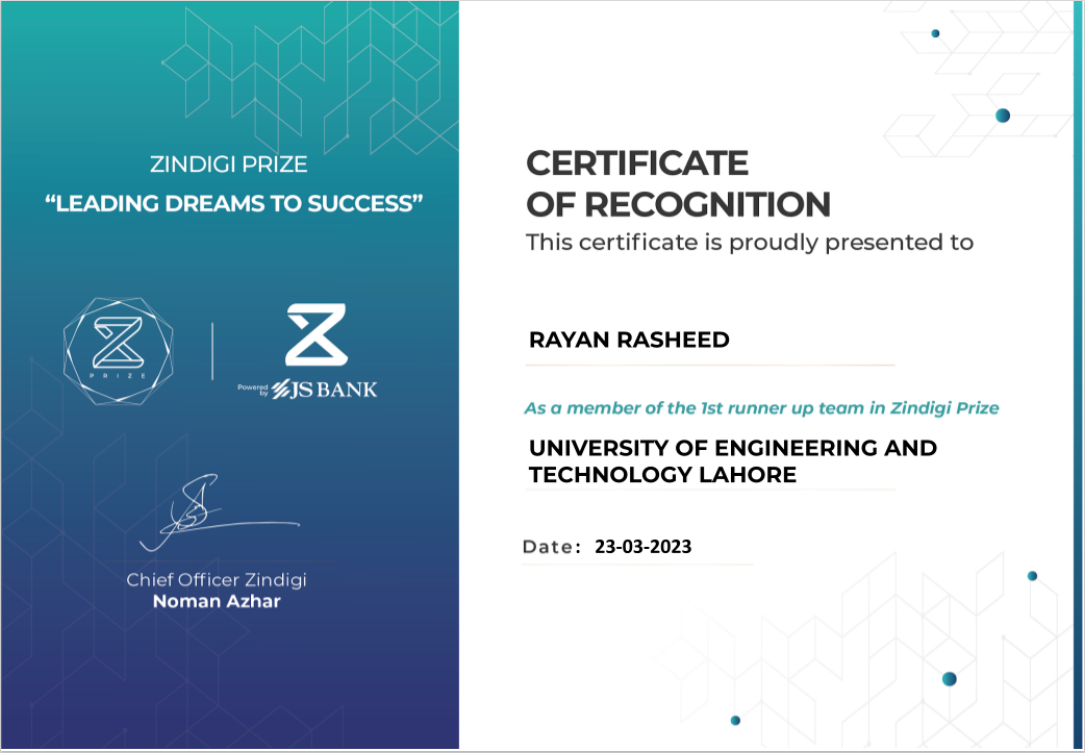 ZINDIGI PRIZE
“LEADING DREAMS TO SUCCESS”
PRIZE
Powered by JS BANK
Chief Officer Zindigi
Noman Azhar
CERTIFICATE
OF RECOGNITION
This certificate is proudly presented to
RAYAN RASHEED
As a member of the 1st runner up team in Zindigi Prize
UNIVERSITY OF ENGINEERING AND
TECHNOLOGY LAHORE
Date: 23-03-2023